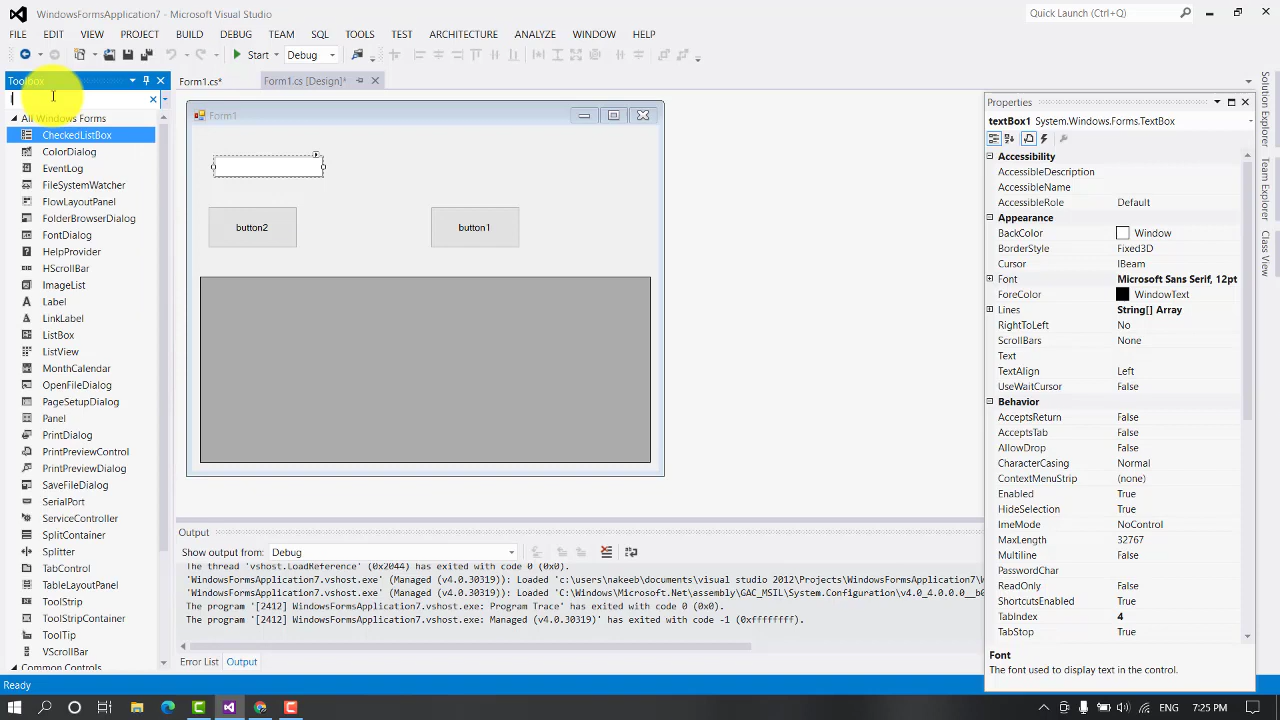 WindowsFormsApplication7 - Microsoft Visual Studio
Quick Launch (Ctrl+Q)
FILE EDIT VIEW PROJECT BUILD DEBUG TEAM SQL TOOLS TEST ARCHITECTURE ANALYZE WINDOW HELP
Start Debug
Toolbox
Form1.cs* Form1.cs [Design]*
l
All Windows Forms
CheckedListBox
ColorDialog
EventLog
FileSystemWatcher
FlowLayoutPanel
FolderBrowserDialog
FontDialog
HelpProvider
HScrollBar
ImageList
Label
LinkLabel
ListBox
ListView
MonthCalendar
OpenFileDialog
PageSetupDialog
Panel
PrintDialog
PrintPreviewControl
PrintPreviewDialog
SaveFileDialog
SerialPort
ServiceController
SplitContainer
Splitter
TabControl
TableLayoutPanel
ToolStrip
ToolStripContainer
ToolTip
VScrollBar
Common Controls
Form1
button2
button1
Output
Show output from: Debug
The thread 'vshost.LoadReference' (0x2044) has exited with code 0 (0x0).
'WindowsFormsApplication7.vshost.exe' (Managed (v4.0.30319)): Loaded 'c:\users\nakeeb\documents\visual studio 2012\Projects\WindowsFormsApplication7\W
'WindowsFormsApplication7.vshost.exe' (Managed (v4.0.30319)): Loaded 'C:\Windows\Microsoft.Net\assembly\GAC_MSIL\System.Configuration\v4.0_4.0.0.0__b0
The program '[2412] WindowsFormsApplication7.vshost.exe: Program Trace' has exited with code 0 (0x0).
The program '[2412] WindowsFormsApplication7.vshost.exe: Managed (v4.0.30319)' has exited with code -1 (0xffffffff).
Error List Output
Properties
textBox1 System.Windows.Forms.TextBox
Accessibility
AccessibleDescription
AccessibleName
AccessibleRole Default
Appearance
BackColor Window
BorderStyle Fixed3D
Cursor IBeam
Font Microsoft Sans Serif, 12pt
ForeColor WindowText
Lines String[] Array
RightToLeft No
ScrollBars None
Text
TextAlign Left
UseWaitCursor False
Behavior
AcceptsReturn False
AcceptsTab False
AllowDrop False
CharacterCasing Normal
ContextMenuStrip (none)
Enabled True
HideSelection True
ImeMode NoControl
MaxLength 32767
Multiline False
PasswordChar
ReadOnly False
ShortcutsEnabled True
TabIndex 4
TabStop True
Font
The font used to display text in the control.
Solution Explorer
Team Explorer
Class View
Ready
ENG 7:25 PM